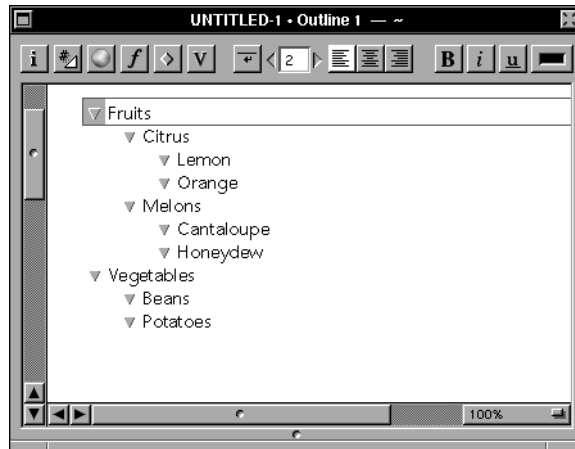 UNTITLED-1 • Outline 1 — ~
i # f V 2 B i u
Fruits
Citrus
Lemon
Orange
Melons
Cantaloupe
Honeydew
Vegetables
Beans
Potatoes
100%